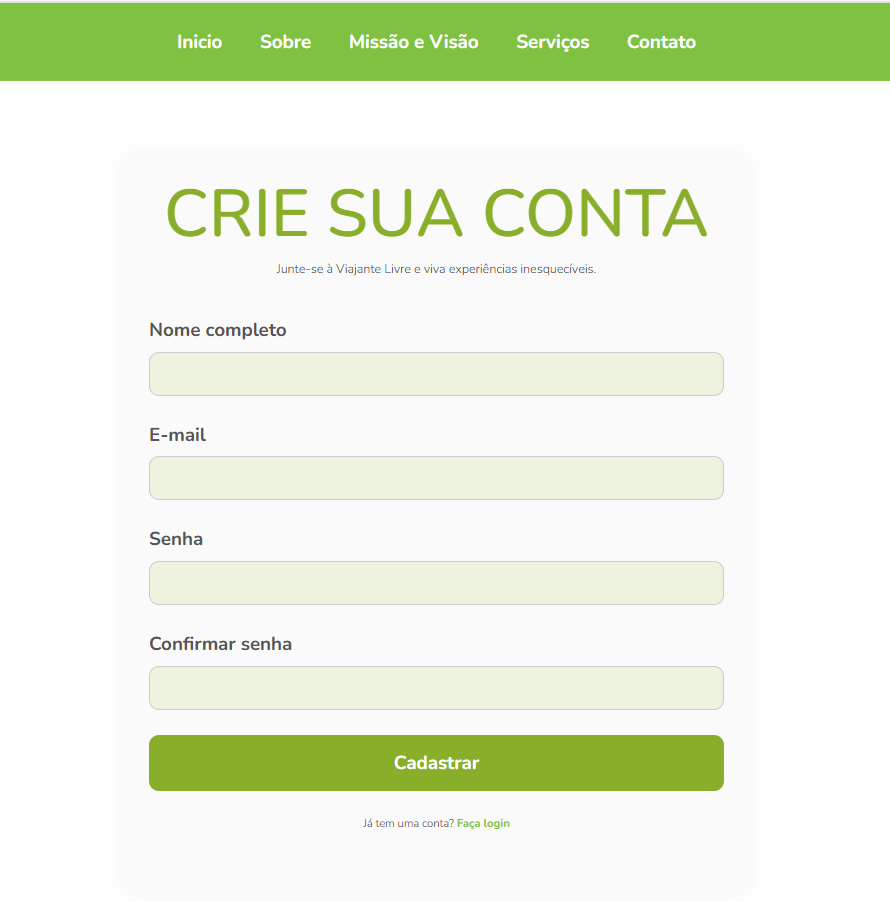 Inicio Sobre Missão e Visão Serviços Contato
CRIE SUA CONTA
Junte-se à Viajante Livre e viva experiências inesquecíveis.
Nome completo
E-mail
Senha
Confirmar senha
Cadastrar
Já tem uma conta? Faça login